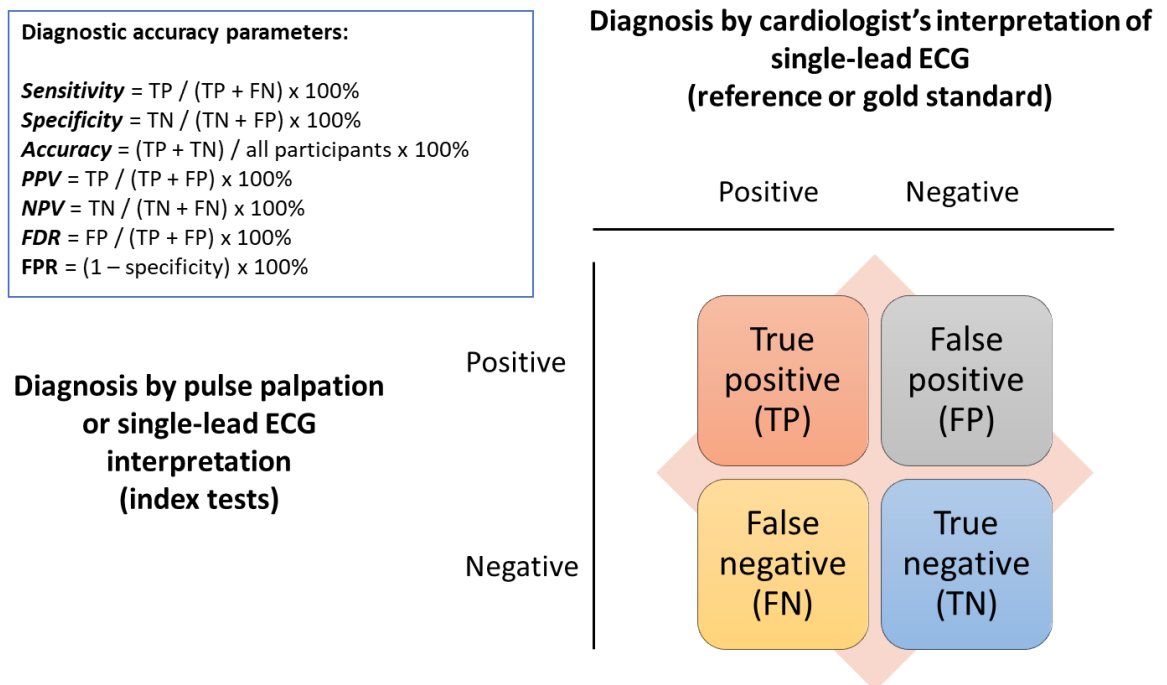 Diagnostic accuracy parameters:
Sensitivity = TP / (TP + FN) x 100%
Specificity = TN / (TN + FP) x 100%
Accuracy = (TP + TN) / all participants x 100%
PPV = TP / (TP + FP) x 100%
NPV = TN / (TN + FN) x 100%
FDR = FP / (TP + FP) x 100%
FPR = (1 – specificity) x 100%
Diagnosis by cardiologist's interpretation of
single-lead ECG
(reference or gold standard)
Positive
Negative
Diagnosis by pulse palpation
or single-lead ECG
interpretation
(index tests)
Positive
True
positive
(TP)
False
positive
(FP)
Negative
False
negative
(FN)
True
negative
(TN)